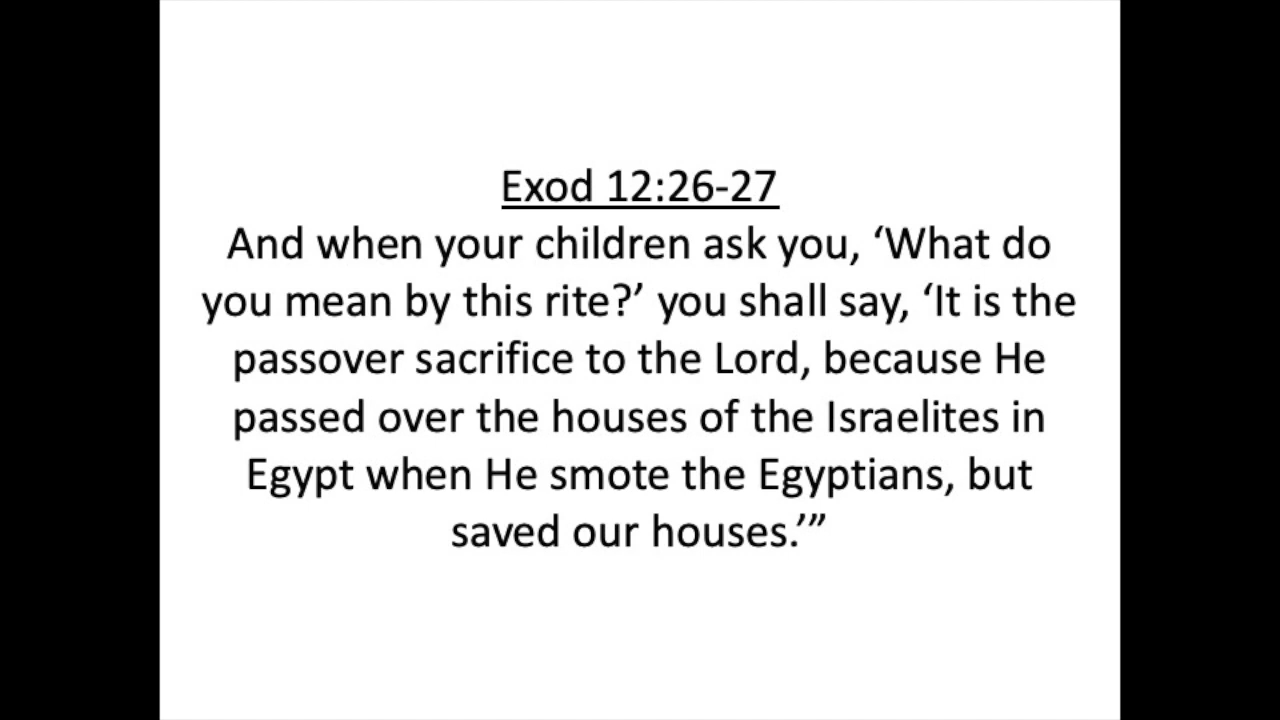 Exod 12:26-27
And when your children ask you, ‘What do
you mean by this rite?’ you shall say, ‘It is the
passover sacrifice to the Lord, because He
passed over the houses of the Israelites in
Egypt when He smote the Egyptians, but
saved our houses.’”